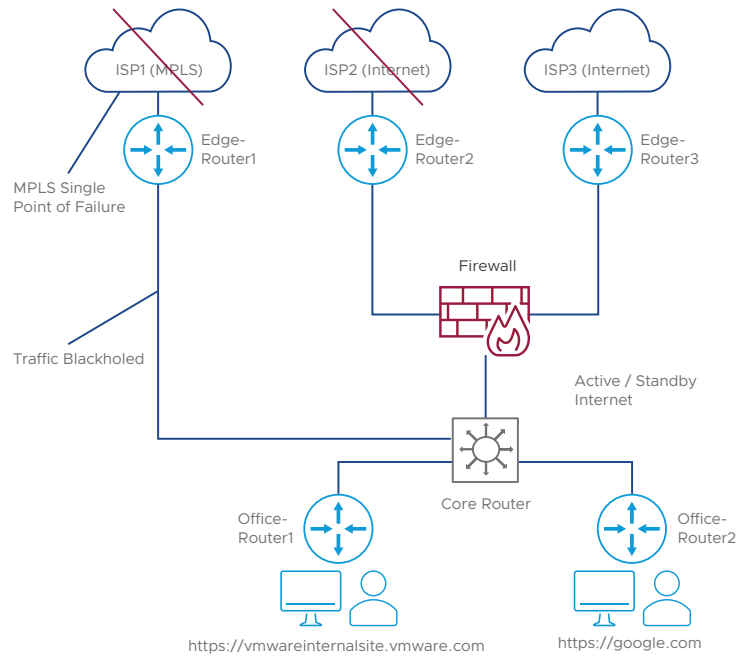 ISP1 (MPLS)
ISP2 (Internet)
ISP3 (Internet)
Edge-
Router1
Edge-
Router2
Edge-
Router3
MPLS Single
Point of Failure
Firewall
Traffic Blackholed
Active / Standby
Internet
Core Router
Office-
Router1
Office-
Router2
https://vmwareinternalsite.vmware.com
https://google.com